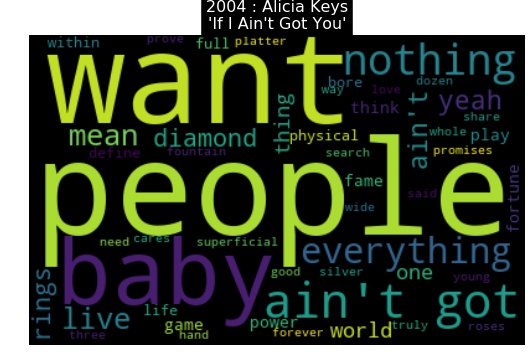 2004 : Alicia Keys
'If I Ain't Got You'
within prove full platter
want nothing
bore dozen
way love
think yeah
share
mean diamond thing physical ain't whole play
define fountain search promises
people
fame
said
wide
fortune
need cares superficial everything
baby
good silver one young
rings
life
live game power ain't got
world truly roses
three hand forever